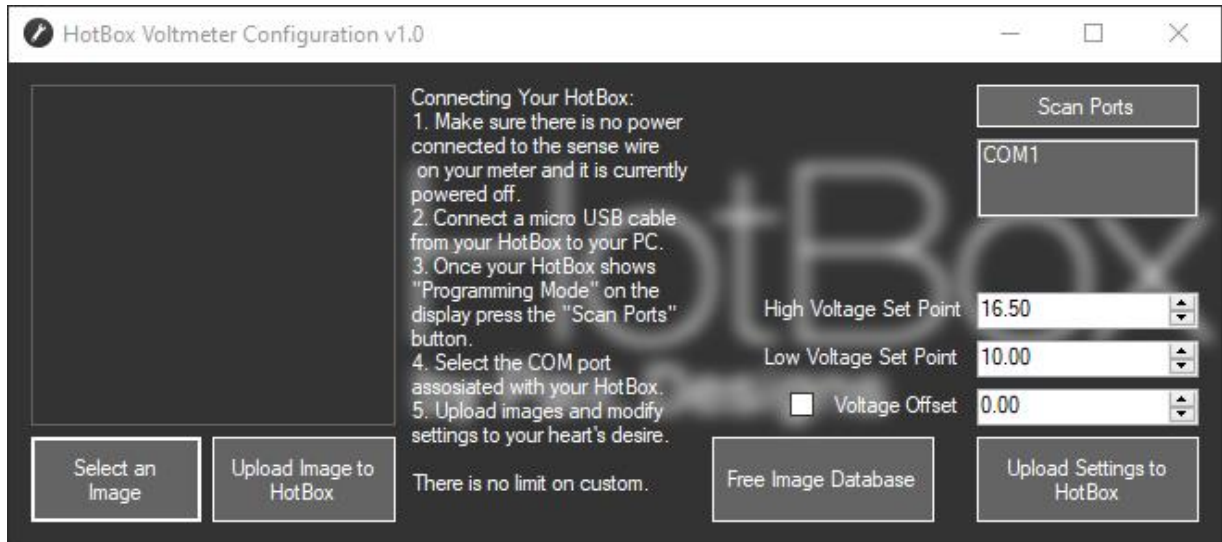 HotBox Voltmeter Configuration v1.0
Connecting Your HotBox:
1. Make sure there is no power
connected to the sense wire
on your meter and it is currently
powered off.
2. Connect a micro USB cable
from your HotBox to your PC.
3. Once your HotBox shows
"Programming Mode" on the
display press the "Scan Ports"
button.
4. Select the COM port
assosiated with your HotBox.
5. Upload images and modify
settings to your heart's desire.
There is no limit on custom.
Scan Ports
COM1
HotBox
Designs
High Voltage Set Point 16.50
Low Voltage Set Point 10.00
Voltage Offset 0.00
Select an
Image
Upload Image to
HotBox
Free Image Database
Upload Settings to
HotBox